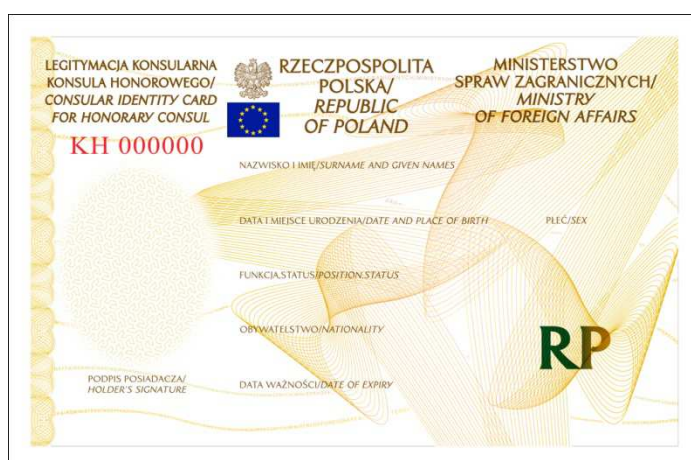 LEGITYMACJA KONSULARNA
KONSULA HONOROWEGO/
CONSULAR IDENTITY CARD
FOR HONORARY CONSUL
KH 000000
RZECZPOSPOLITA
POLSKA/
REPUBLIC
OF POLAND
MINISTERSTWO
SPRAW ZAGRANICZNYCH/
MINISTRY
OF FOREIGN AFFAIRS
NAZWISKO I IMIĘ/SURNAME AND GIVEN NAMES
DATA I MIEJSCE URODZENIA/DATE AND PLACE OF BIRTH
PŁEĆ/SEX
FUNKCJA,STATUS/POSITION.STATUS
OBYWATELSTWO/NATIONALITY
RP
PODPIS POSIADACZA/
HOLDER'S SIGNATURE
DATA WAŻNOŚCI/DATE OF EXPIRY